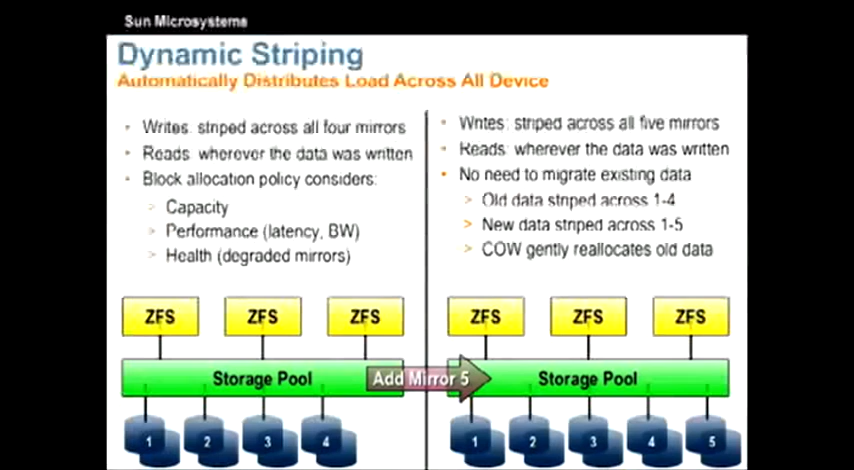 Sun Microsystems
Dynamic Striping
Automatically Distributes Load Across All Device
• Writes: striped across all four mirrors
• Reads: wherever the data was written
• Block allocation policy considers:
> Capacity
> Performance (latency, BW)
> Health (degraded mirrors)
• Writes: striped across all five mirrors
• Reads: wherever the data was written
• No need to migrate existing data
> Old data striped across 1-4
> New data striped across 1-5
> COW gently reallocates old data
ZFS
ZFS
ZFS
Storage Pool
1
2
3
4
Add Mirror 5
ZFS
ZFS
ZFS
Storage Pool
1
2
3
4
5